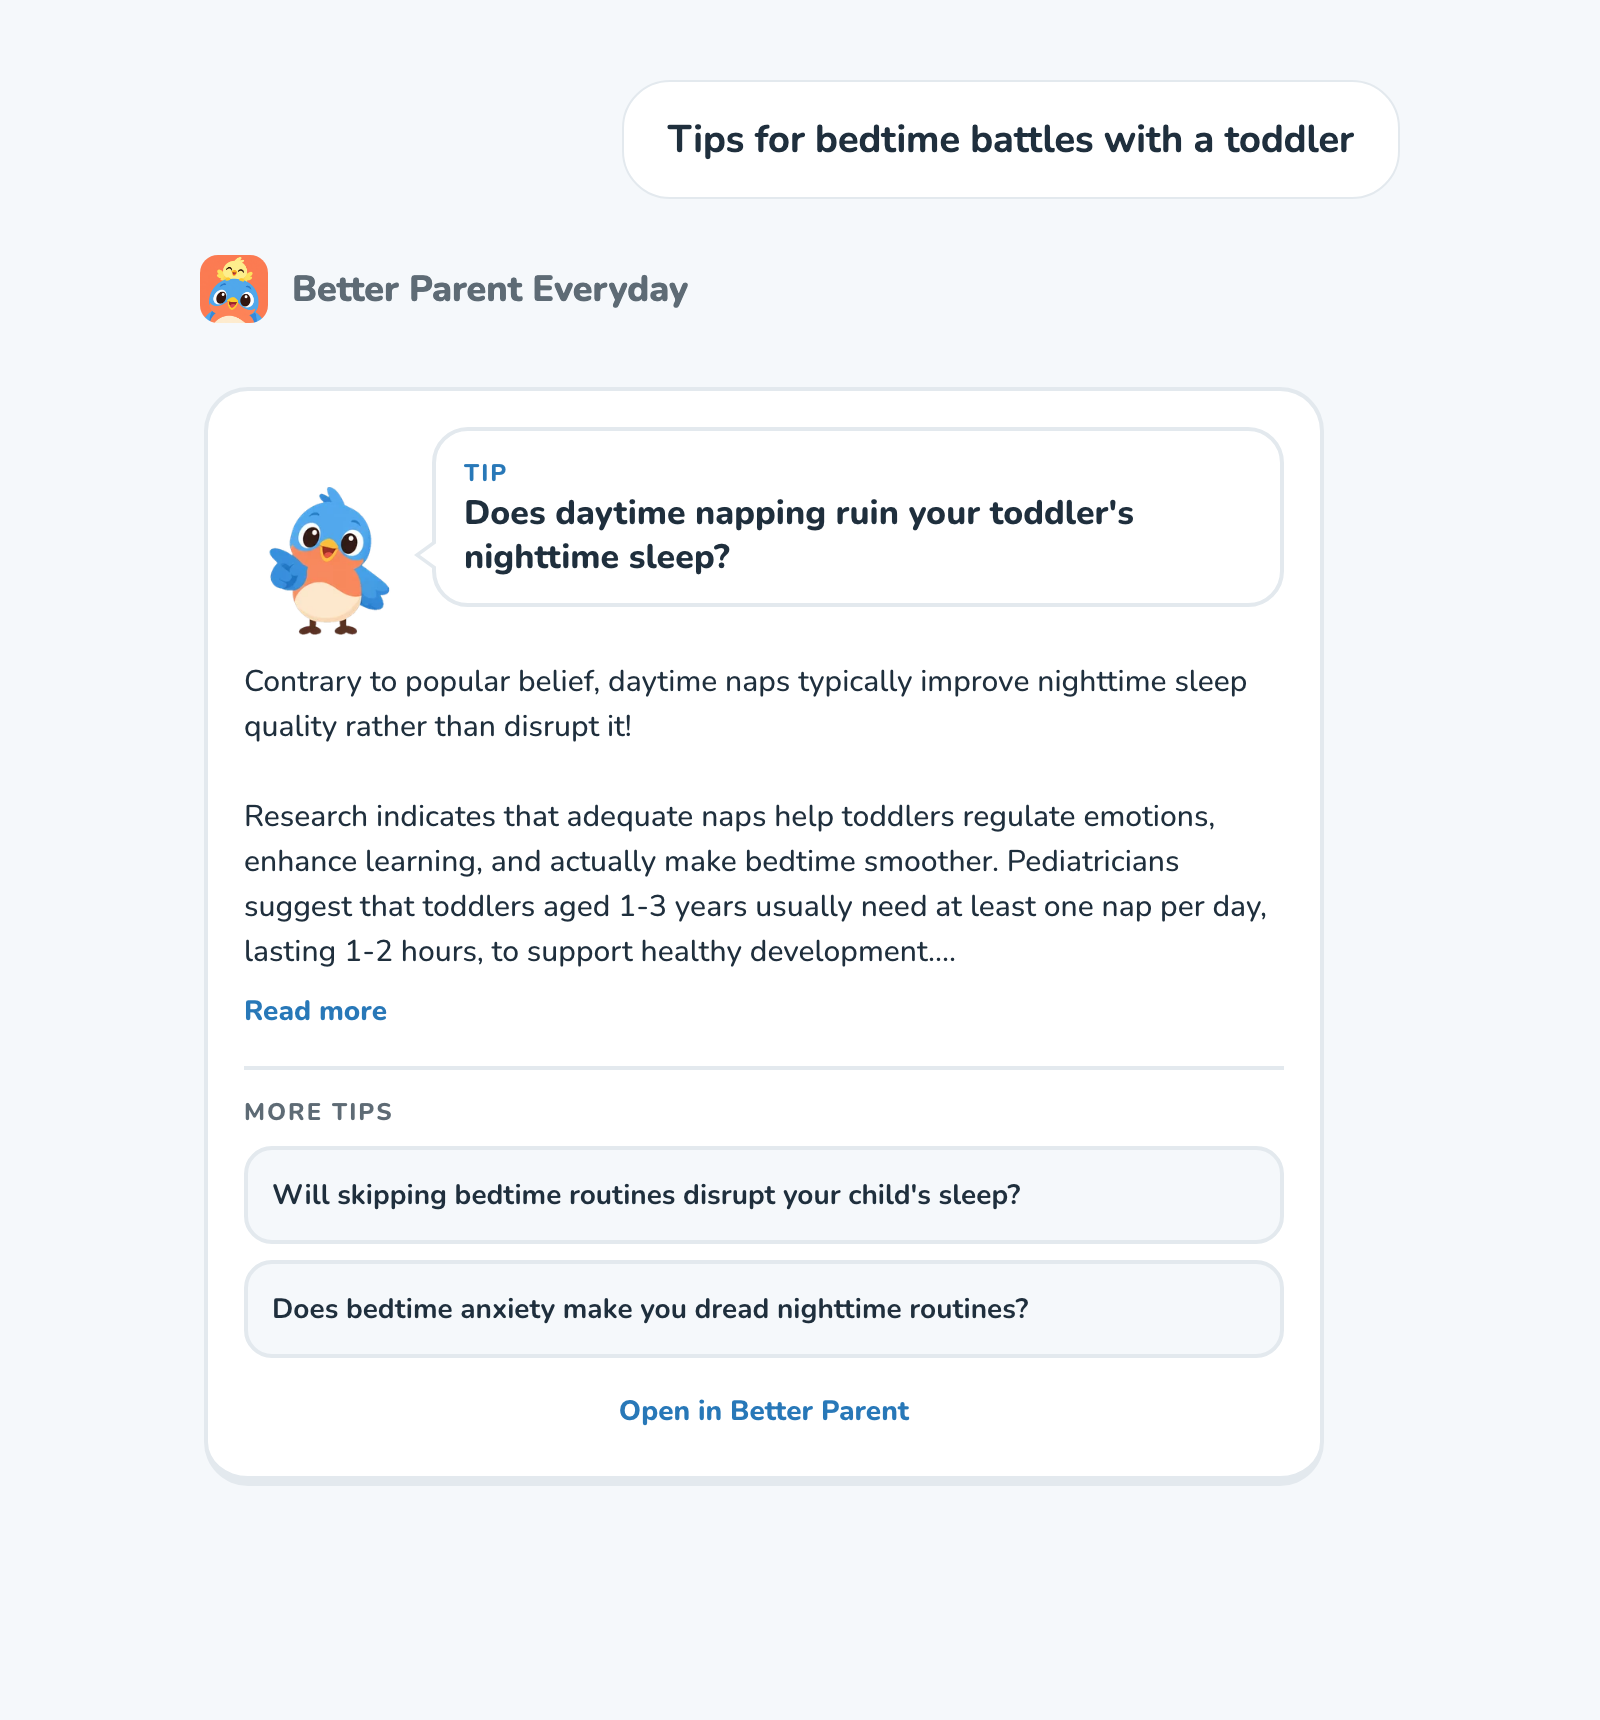 Tips for bedtime battles with a toddler
Better Parent Everyday
TIP
Does daytime napping ruin your toddler's
nighttime sleep?
Contrary to popular belief, daytime naps typically improve nighttime sleep
quality rather than disrupt it!
Research indicates that adequate naps help toddlers regulate emotions,
enhance learning, and actually make bedtime smoother. Pediatricians
suggest that toddlers aged 1-3 years usually need at least one nap per day,
lasting 1-2 hours, to support healthy development....
Read more
MORE TIPS
Will skipping bedtime routines disrupt your child's sleep?
Does bedtime anxiety make you dread nighttime routines?
Open in Better Parent